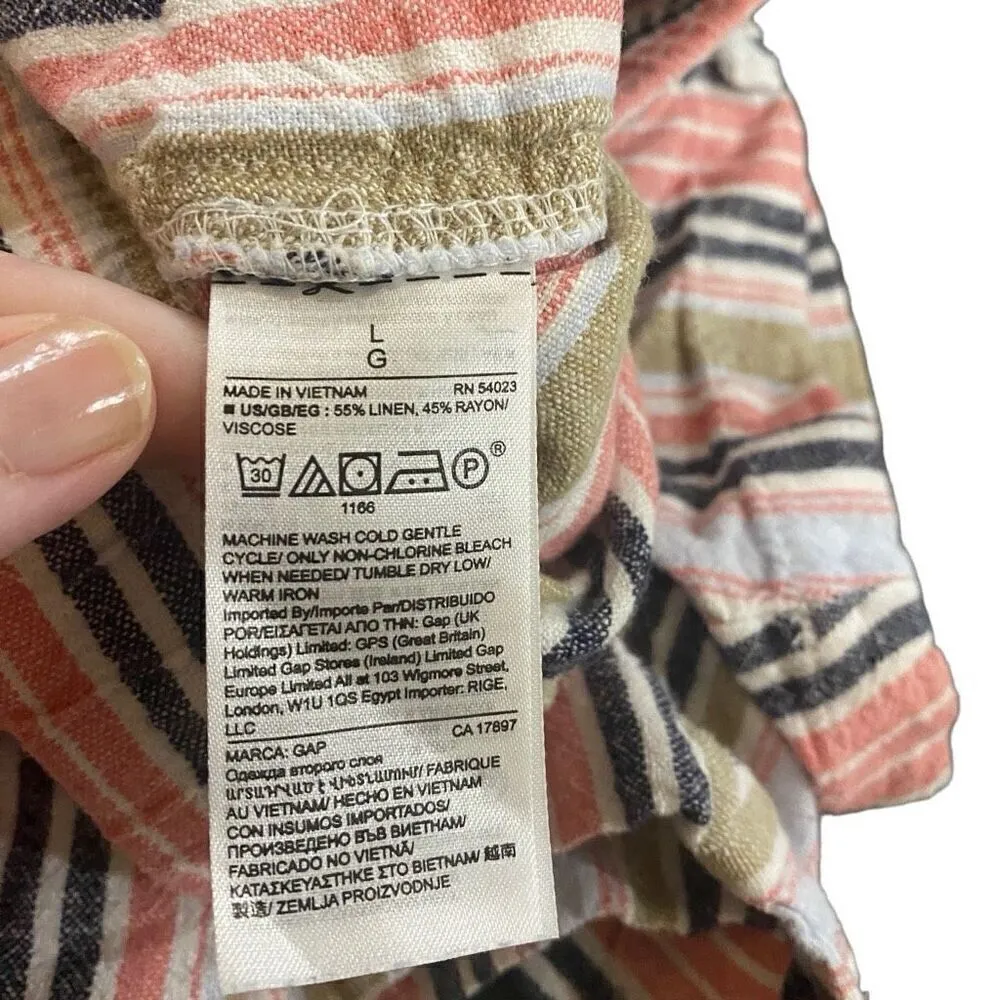 L
G
MADE IN VIETNAM RN 54023
■ US/GB/EG : 55% LINEN, 45% RAYON/
VISCOSE
30 P ®
1166
MACHINE WASH COLD GENTLE
CYCLE/ ONLY NON-CHLORINE BLEACH
WHEN NEEDED/ TUMBLE DRY LOW/
WARM IRON
Imported By/Importe Par/DISTRIBUIDO
POR/ΕΙΣΑΓΕΤΑΙ ΑΠΟ ΤΗΝ: Gap (UK
Holdings) Limited: GPS (Great Britain)
Limited Gap Stores (Ireland) Limited Gap
Europe Limited All at 103 Wigmore Street,
London, W1U 1QS Egypt Importer: RIGE,
LLC CA 17897
MARCA: GAP
Одежда второго слоя
ԱՐՏԱԴՐՎԱԾ Է ՎԻԵՏՆԱՄՈՒՄ/ FABRIQUE
AU VIETNAM/ HECHO EN VIETNAM
CON INSUMOS IMPORTADOS/
ПРОИЗВЕДЕНО ВЪВ ВИЕТНАМ/
FABRICADO NO VIETNÃ/
ΚΑΤΑΣΚΕΥΑΣΤΗΚΕ ΣΤΟ ΒΙΕΤΝΑΜ/ 越南
製造/ ZEMLJA PROIZVODNJE